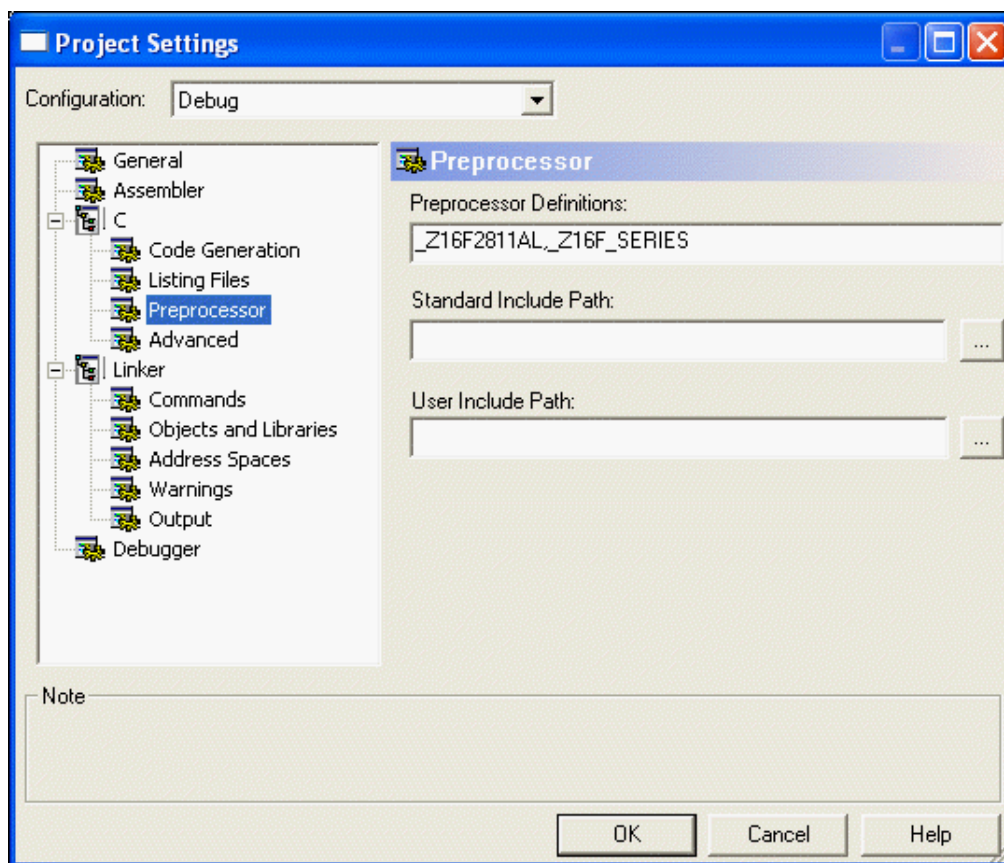 Project Settings
Configuration: Debug
General
Assembler
C
Code Generation
Listing Files
Preprocessor
Advanced
Linker
Commands
Objects and Libraries
Address Spaces
Warnings
Output
Debugger
Preprocessor
Preprocessor Definitions:
_Z16F2811AL,_Z16F_SERIES
Standard Include Path:
...
User Include Path:
...
Note
OK Cancel Help